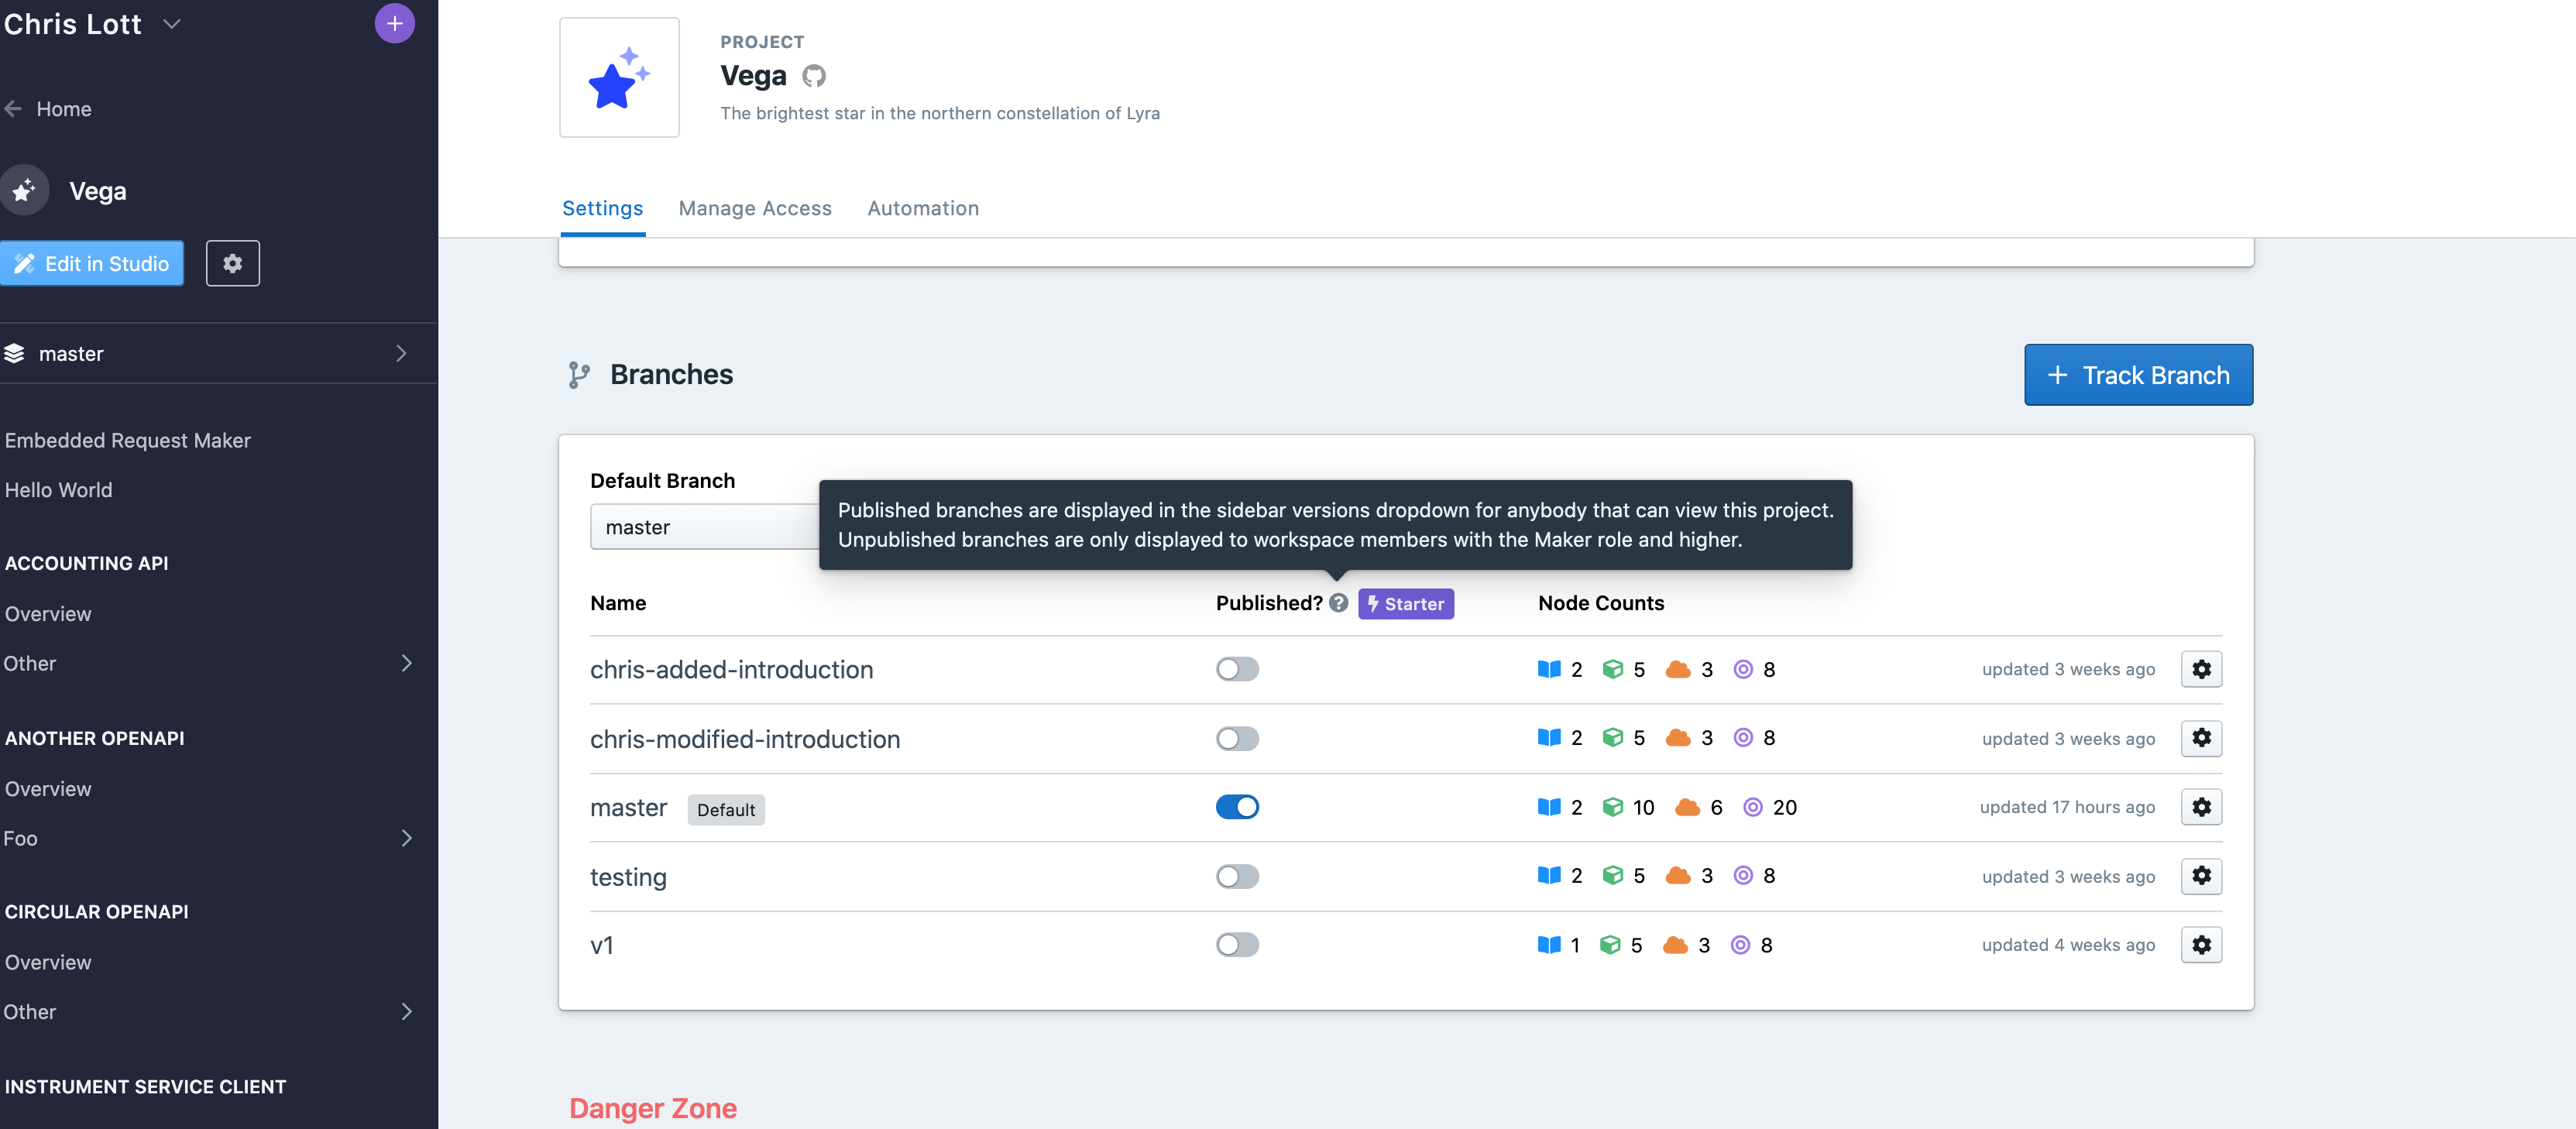 Chris Lott
Home
Vega
Edit in Studio
master
Embedded Request Maker
Hello World
ACCOUNTING API
Overview
Other
ANOTHER OPENAPI
Overview
Foo
CIRCULAR OPENAPI
Overview
Other
INSTRUMENT SERVICE CLIENT
PROJECT
Vega
The brightest star in the northern constellation of Lyra
Settings Manage Access Automation
Branches
+ Track Branch
Default Branch
master
Published branches are displayed in the sidebar versions dropdown for anybody that can view this project.
Unpublished branches are only displayed to workspace members with the Maker role and higher.
Name Published? Starter Node Counts
chris-added-introduction 2 5 3 8 updated 3 weeks ago
chris-modified-introduction 2 5 3 8 updated 3 weeks ago
master Default 2 10 6 20 updated 17 hours ago
testing 2 5 3 8 updated 3 weeks ago
v1 1 5 3 8 updated 4 weeks ago
Danger Zone